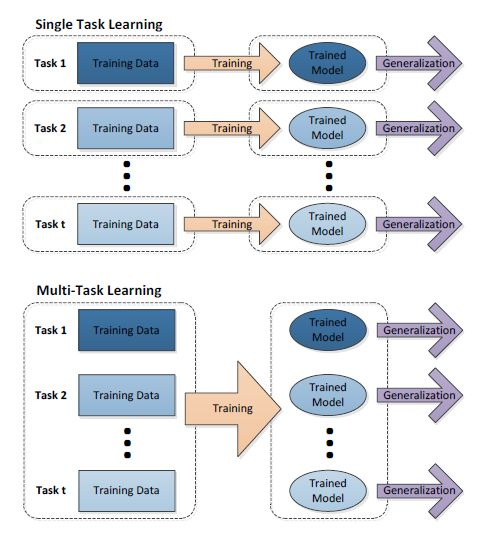 Single Task Learning
Task 1 Training Data Training Trained Model Generalization
Task 2 Training Data Training Trained Model Generalization
Task t Training Data Training Trained Model Generalization
Multi-Task Learning
Task 1 Training Data Trained Model Generalization
Task 2 Training Data Training Trained Model Generalization
Task t Training Data Trained Model Generalization